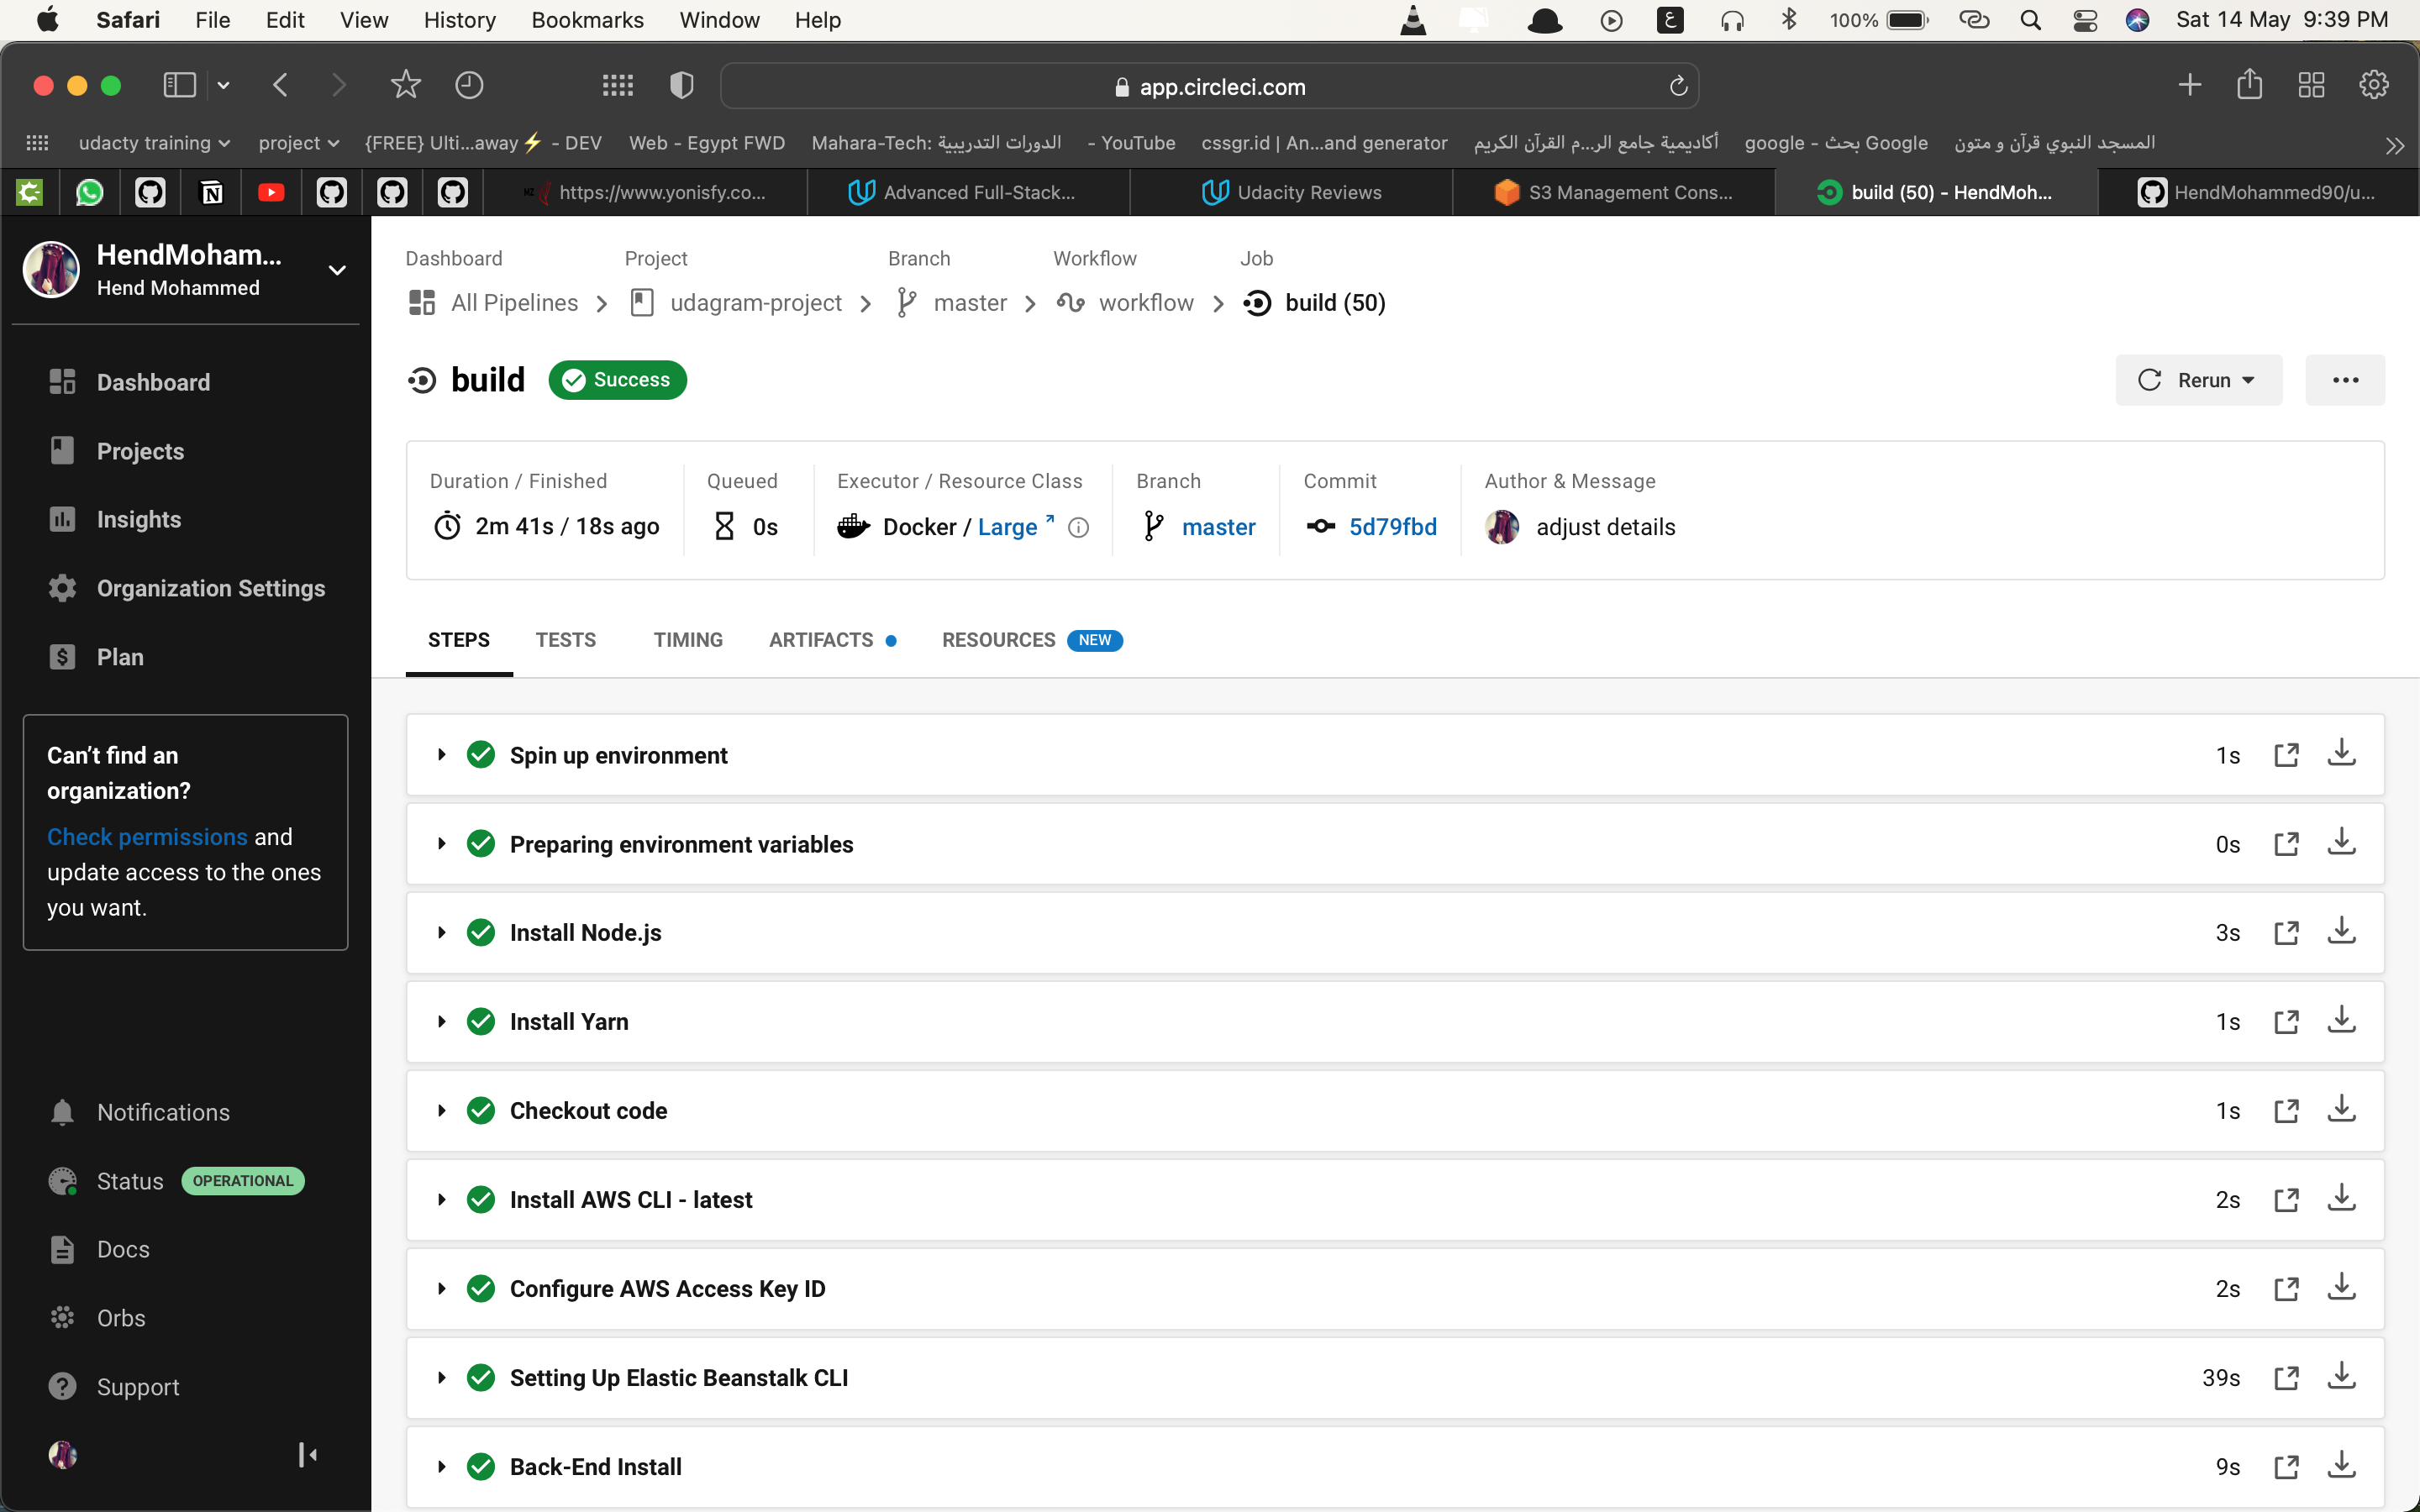 Safari File Edit View History Bookmarks Window Help ع 100% Sat 14 May 9:39 PM
app.circleci.com
udacty training project {FREE} Ulti...away⚡ - DEV Web - Egypt FWD Mahara-Tech: الدورات التدريبية - YouTube cssgr.id | An...and generator أكاديمية جامع الر...م القرآن الكريم google - بحث Google المسجد النبوي قرآن و متون
https://www.yonisfy.co... Advanced Full-Stack... Udacity Reviews S3 Management Cons... build (50) - HendMoh... HendMohammed90/u...
HendMoham...
Hend Mohammed
Dashboard
Projects
Insights
Organization Settings
Plan
Can't find an
organization?
Check permissions and
update access to the ones
you want.
Notifications
Status OPERATIONAL
Docs
Orbs
Support
Dashboard Project Branch Workflow Job
All Pipelines udagram-project master workflow build (50)
build Success Rerun
Duration / Finished Queued Executor / Resource Class Branch Commit Author & Message
2m 41s / 18s ago 0s Docker / Large master 5d79fbd adjust details
STEPS TESTS TIMING ARTIFACTS RESOURCES NEW
Spin up environment 1s
Preparing environment variables 0s
Install Node.js 3s
Install Yarn 1s
Checkout code 1s
Install AWS CLI - latest 2s
Configure AWS Access Key ID 2s
Setting Up Elastic Beanstalk CLI 39s
Back-End Install 9s